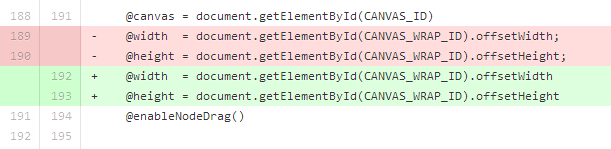 188 191 @canvas = document.getElementById(CANVAS_ID)
189 - @width  = document.getElementById(CANVAS_WRAP_ID).offsetWidth;
190 - @height = document.getElementById(CANVAS_WRAP_ID).offsetHeight;
192 + @width  = document.getElementById(CANVAS_WRAP_ID).offsetWidth
193 + @height = document.getElementById(CANVAS_WRAP_ID).offsetHeight
191 194 @enableNodeDrag()
192 195